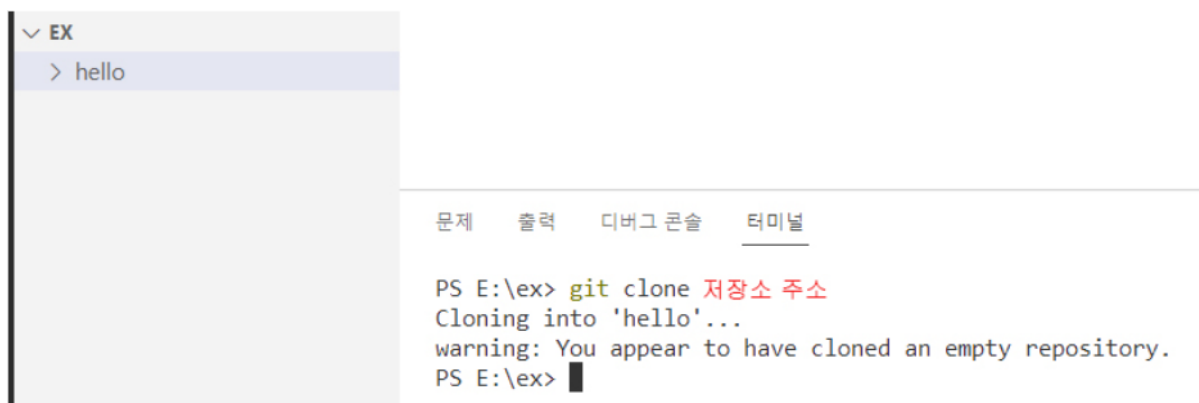 EX
hello
문제 출력 디버그 콘솔 터미널
PS E:\ex> git clone 저장소 주소
Cloning into 'hello'...
warning: You appear to have cloned an empty repository.
PS E:\ex>